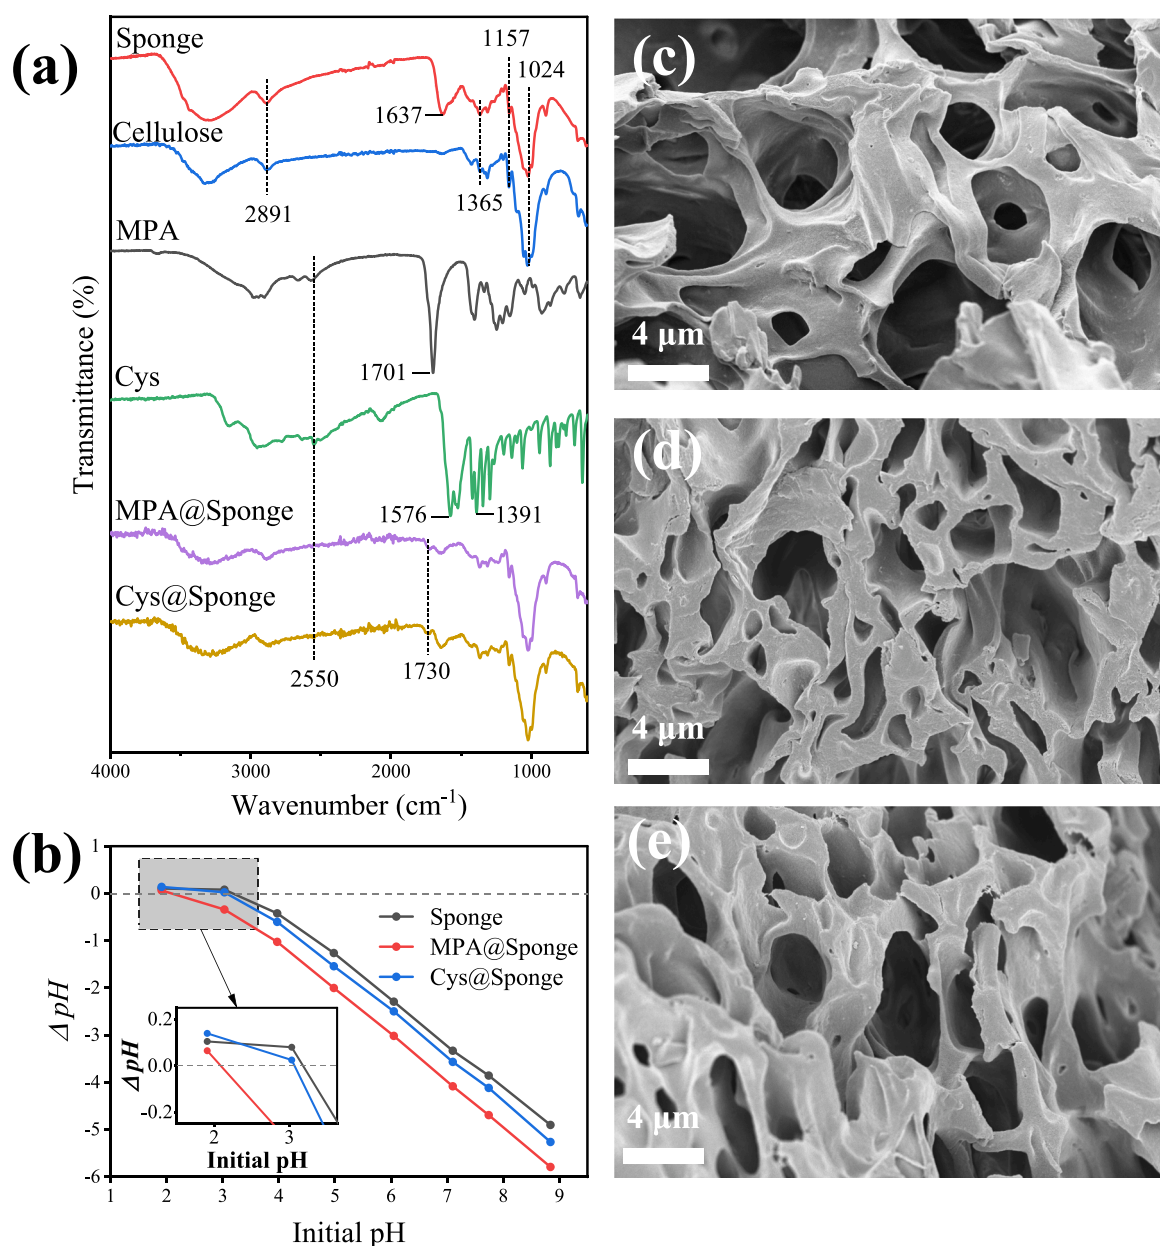 (a)
Sponge
1157
1024
1637
Cellulose
2891
1365
MPA
1701
Cys
1576
1391
MPA@Sponge
Cys@Sponge
2550
1730
Transmittance (%)
4000
3000
2000
1000
Wavenumber (cm⁻¹)
(b)
1
0
-1
-2
-3
-4
-5
-6
ΔpH
Sponge
MPA@Sponge
Cys@Sponge
0.2
0.0
-0.2
ΔpH
2
3
Initial pH
1
2
3
4
5
6
7
8
9
Initial pH
(c)
4 μm
(d)
4 μm
(e)
4 μm